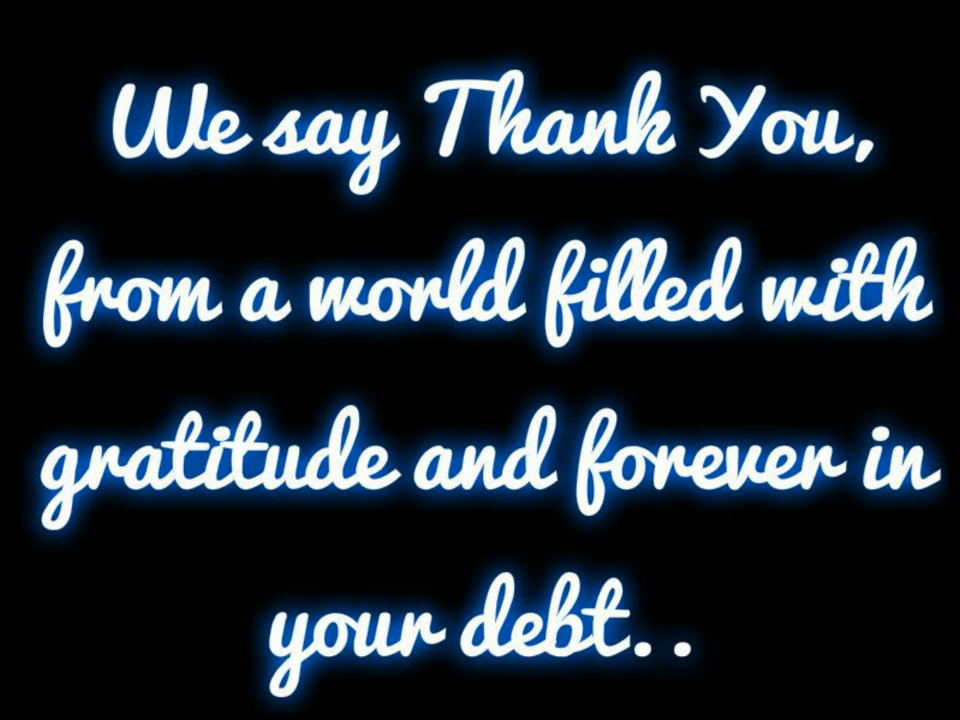 We say Thank You,
from a world filled with
gratitude and forever in
your debt..